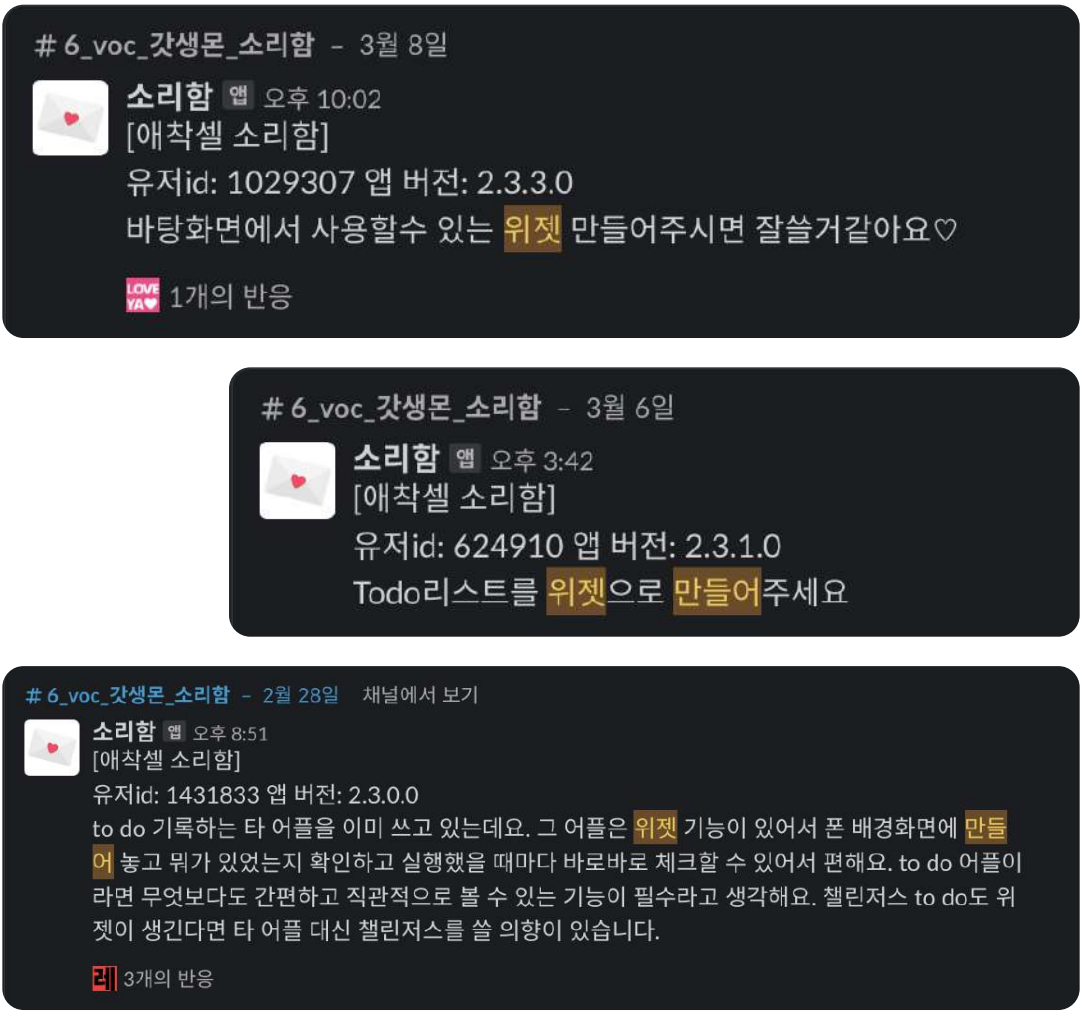 # 6_voc_갓생몬_소리함 – 3월 8일
소리함 앱 오후 10:02
[애착셀 소리함]
유저id: 1029307 앱 버전: 2.3.3.0
바탕화면에서 사용할수 있는 위젯 만들어주시면 잘쓸거같아요♡
LOVE YA♥ 1개의 반응
# 6_voc_갓생몬_소리함 – 3월 6일
소리함 앱 오후 3:42
[애착셀 소리함]
유저id: 624910 앱 버전: 2.3.1.0
Todo리스트를 위젯으로 만들어주세요
# 6_voc_갓생몬_소리함 – 2월 28일 채널에서 보기
소리함 앱 오후 8:51
[애착셀 소리함]
유저id: 1431833 앱 버전: 2.3.0.0
to do 기록하는 타 어플을 이미 쓰고 있는데요. 그 어플은 위젯 기능이 있어서 폰 배경화면에 만들
어 놓고 뭐가 있었는지 확인하고 실행했을 때마다 바로바로 체크할 수 있어서 편해요. to do 어플이
라면 무엇보다도 간편하고 직관적으로 볼 수 있는 기능이 필수라고 생각해요. 챌린저스 to do도 위
젯이 생긴다면 타 어플 대신 챌린저스를 쓸 의향이 있습니다.
레 3개의 반응